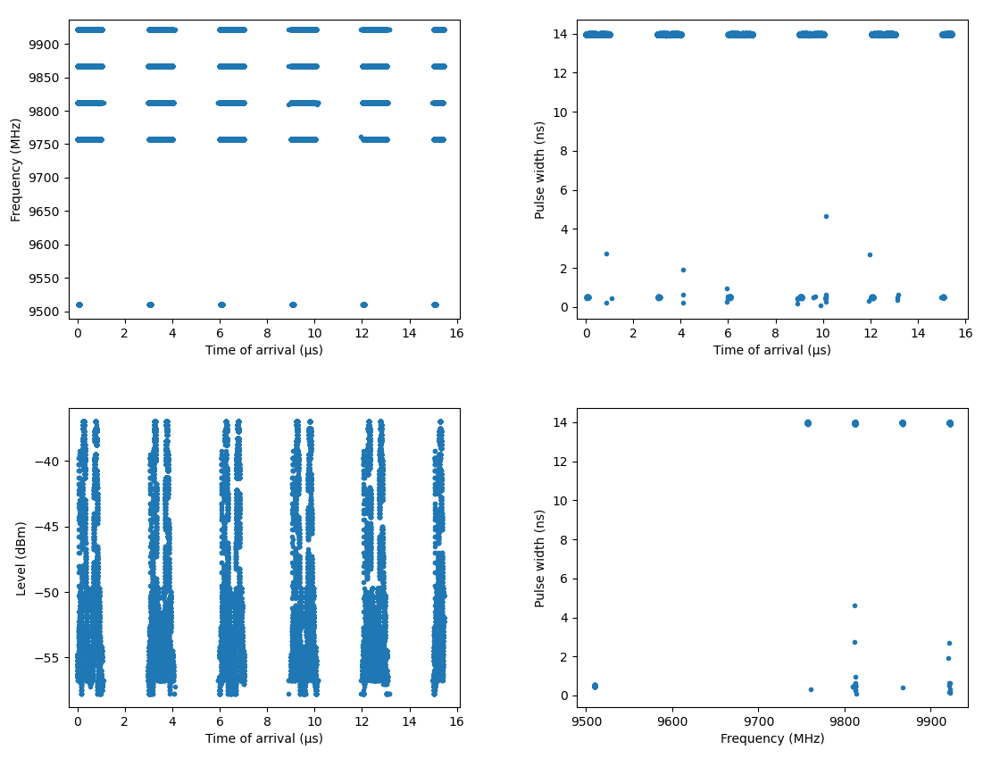 9900
9850
9800
9750
9700
9650
9600
9550
9500
Frequency (MHz)
0 2 4 6 8 10 12 14 16
Time of arrival (µs)
14
12
10
8
6
4
2
0
Pulse width (ns)
0 2 4 6 8 10 12 14 16
Time of arrival (µs)
−40
−45
−50
−55
Level (dBm)
0 2 4 6 8 10 12 14 16
Time of arrival (µs)
14
12
10
8
6
4
2
0
Pulse width (ns)
9500 9600 9700 9800 9900
Frequency (MHz)